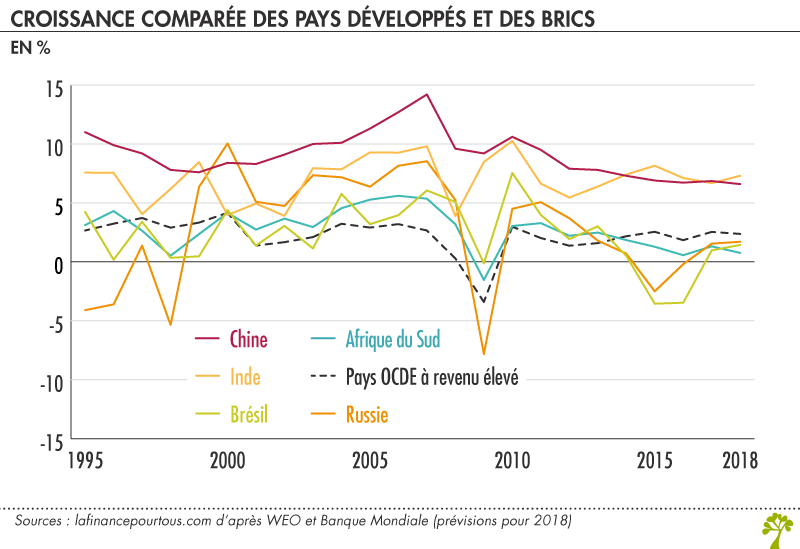 CROISSANCE COMPARÉE DES PAYS DÉVELOPPÉS ET DES BRICS
EN %
15
10
5
0
-5
-10
-15
Chine
Afrique du Sud
Inde
Pays OCDE à revenu élevé
Brésil
Russie
1995 2000 2005 2010 2015 2018
Sources : lafinancepourtous.com d'après WEO et Banque Mondiale (prévisions pour 2018)